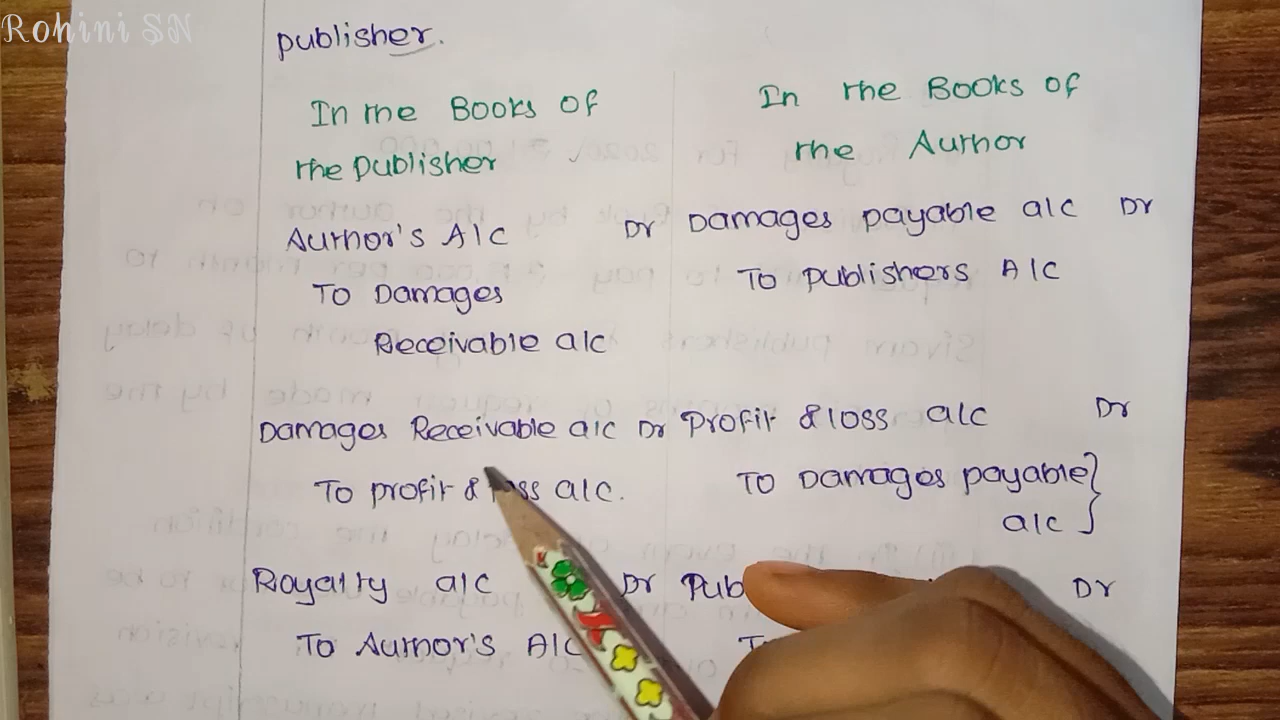 Rohini SN
publisher.
In the Books of
the publisher
Author's A/c Dr
To Damages
Receivable a/c
Damages Receivable a/c Dr
To profit & loss a/c.
Royalty a/c Dr
To Author's A/c
In the Books of
the Author
Damages payable a/c Dr
To publishers A/c
Profit & loss a/c Dr
To Damages payable
a/c
Dr